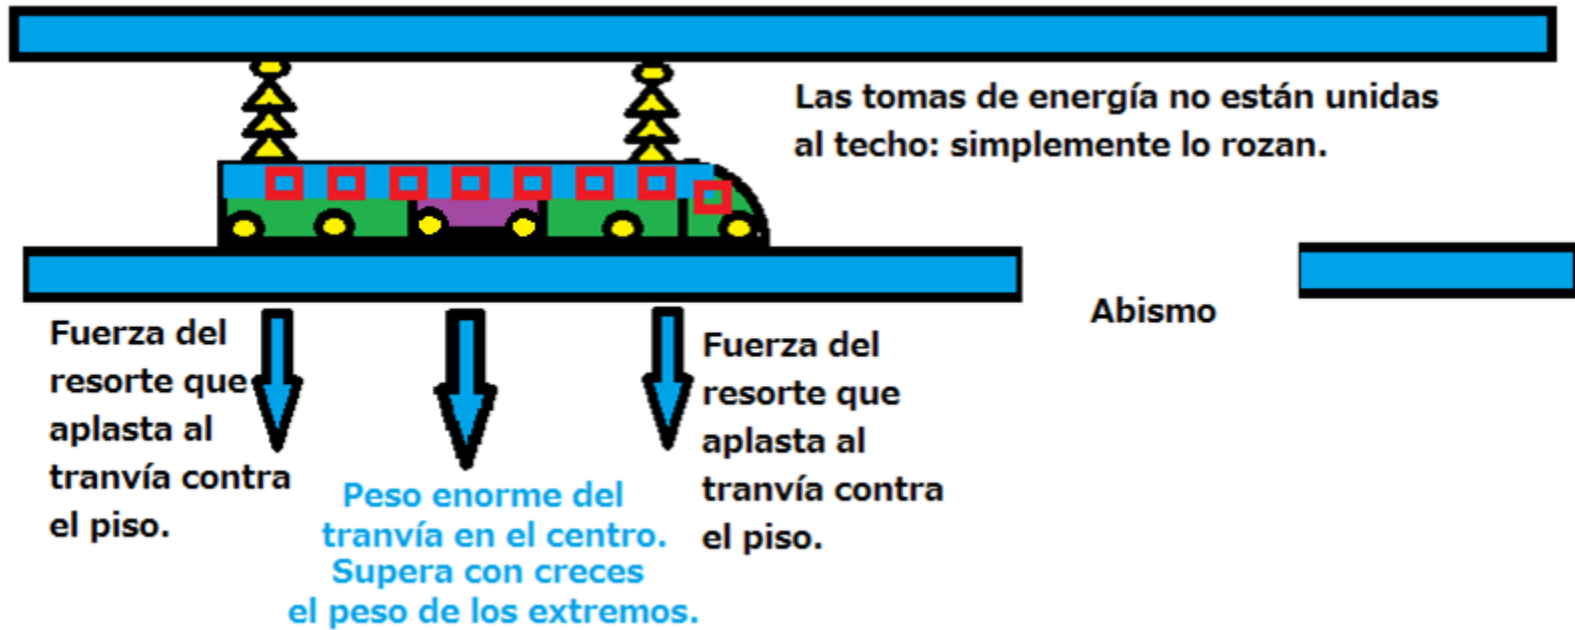 Las tomas de energía no están unidas
al techo: simplemente lo rozan.
Abismo
Fuerza del
resorte que
aplasta al
tranvía contra
el piso.
Peso enorme del
tranvía en el centro.
Supera con creces
el peso de los extremos.
Fuerza del
resorte que
aplasta al
tranvía contra
el piso.